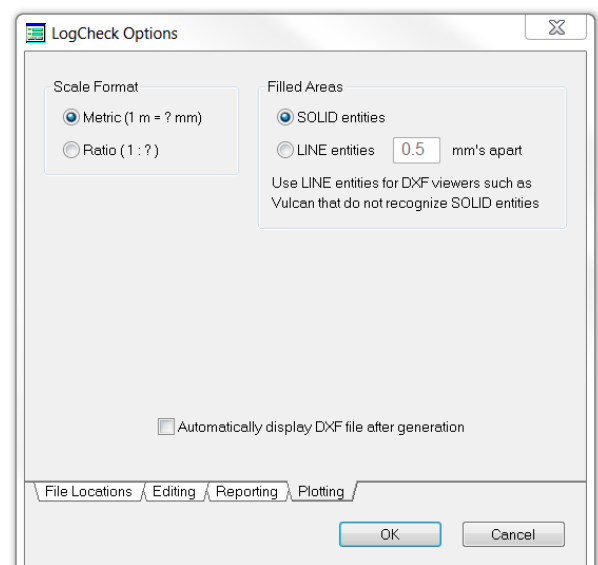 LogCheck Options
Scale Format
Metric (1 m = ? mm)
Ratio ( 1 : ? )
Filled Areas
SOLID entities
LINE entities 0.5 mm's apart
Use LINE entities for DXF viewers such as
Vulcan that do not recognize SOLID entities
Automatically display DXF file after generation
File Locations Editing Reporting Plotting
OK Cancel